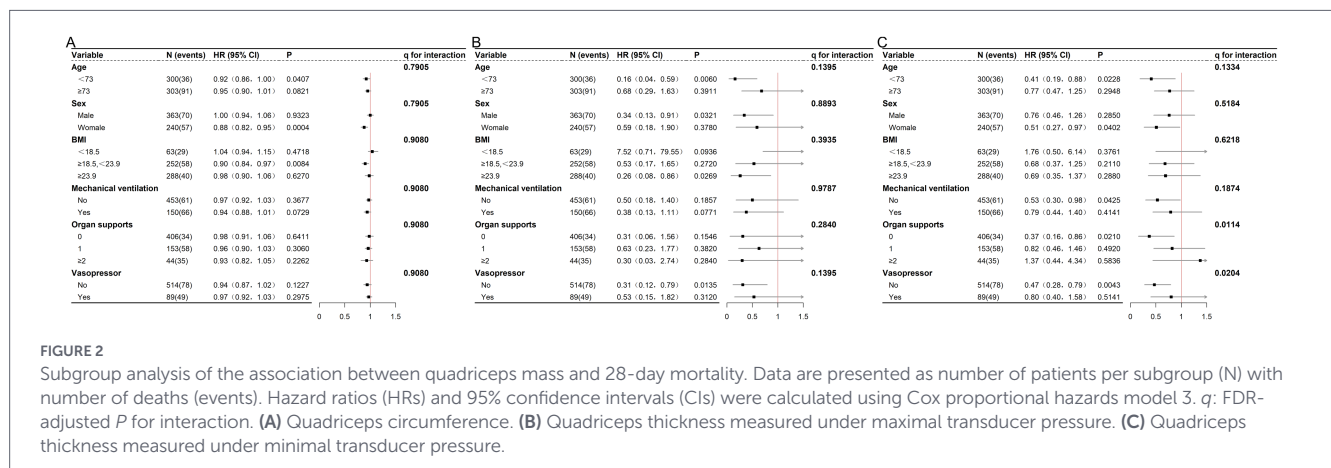 A
Variable N (events) HR (95% CI) P q for interaction
Age 0.7905
<73 300(36) 0.92 (0.86, 1.00) 0.0407
≥73 303(91) 0.95 (0.90, 1.01) 0.0821
Sex 0.7905
Male 363(70) 1.00 (0.94, 1.06) 0.9323
Womale 240(57) 0.88 (0.82, 0.95) 0.0004
BMI 0.9080
<18.5 63(29) 1.04 (0.94, 1.15) 0.4718
≥18.5,<23.9 252(58) 0.90 (0.84, 0.97) 0.0084
≥23.9 288(40) 0.98 (0.90, 1.06) 0.6270
Mechanical ventilation 0.9080
No 453(61) 0.97 (0.92, 1.03) 0.3677
Yes 150(66) 0.94 (0.88, 1.01) 0.0729
Organ supports 0.9080
0 406(34) 0.98 (0.91, 1.06) 0.6411
1 153(58) 0.96 (0.90, 1.03) 0.3060
≥2 44(35) 0.93 (0.82, 1.05) 0.2262
Vasopressor 0.9080
No 514(78) 0.94 (0.87, 1.02) 0.1227
Yes 89(49) 0.97 (0.92, 1.03) 0.2975
0 0.5 1 1.5
B
Variable N (events) HR (95% CI) P q for interaction
Age 0.1395
<73 300(36) 0.16 (0.04, 0.59) 0.0060
≥73 303(91) 0.68 (0.29, 1.63) 0.3911
Sex 0.8893
Male 363(70) 0.34 (0.13, 0.91) 0.0321
Womale 240(57) 0.59 (0.18, 1.90) 0.3780
BMI 0.3935
<18.5 63(29) 7.52 (0.71, 79.55) 0.0936
≥18.5,<23.9 252(58) 0.53 (0.17, 1.65) 0.2720
≥23.9 288(40) 0.26 (0.08, 0.86) 0.0269
Mechanical ventilation 0.9787
No 453(61) 0.50 (0.18, 1.40) 0.1857
Yes 150(66) 0.38 (0.13, 1.11) 0.0771
Organ supports 0.2840
0 406(34) 0.31 (0.06, 1.56) 0.1546
1 153(58) 0.63 (0.23, 1.77) 0.3820
≥2 44(35) 0.30 (0.03, 2.74) 0.2840
Vasopressor 0.1395
No 514(78) 0.31 (0.12, 0.79) 0.0135
Yes 89(49) 0.53 (0.15, 1.82) 0.3120
0 0.5 1 1.5
C
Variable N (events) HR (95% CI) P q for interaction
Age 0.1334
<73 300(36) 0.41 (0.19, 0.88) 0.0228
≥73 303(91) 0.77 (0.47, 1.25) 0.2948
Sex 0.5184
Male 363(70) 0.76 (0.46, 1.26) 0.2850
Womale 240(57) 0.51 (0.27, 0.97) 0.0402
BMI 0.6218
<18.5 63(29) 1.76 (0.50, 6.14) 0.3761
≥18.5,<23.9 252(58) 0.68 (0.37, 1.25) 0.2110
≥23.9 288(40) 0.69 (0.35, 1.37) 0.2880
Mechanical ventilation 0.1874
No 453(61) 0.53 (0.30, 0.98) 0.0425
Yes 150(66) 0.79 (0.44, 1.40) 0.4141
Organ supports 0.0114
0 406(34) 0.37 (0.16, 0.86) 0.0210
1 153(58) 0.82 (0.46, 1.46) 0.4920
≥2 44(35) 1.37 (0.44, 4.34) 0.5836
Vasopressor 0.0204
No 514(78) 0.47 (0.28, 0.79) 0.0043
Yes 89(49) 0.80 (0.40, 1.58) 0.5141
0 0.5 1 1.5
FIGURE 2
Subgroup analysis of the association between quadriceps mass and 28-day mortality. Data are presented as number of patients per subgroup (N) with
number of deaths (events). Hazard ratios (HRs) and 95% confidence intervals (CIs) were calculated using Cox proportional hazards model 3. q: FDR-
adjusted P for interaction. (A) Quadriceps circumference. (B) Quadriceps thickness measured under maximal transducer pressure. (C) Quadriceps
thickness measured under minimal transducer pressure.